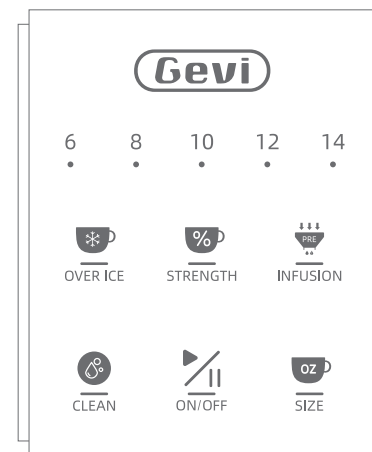 Gevi
6 8 10 12 14
%
PRE
OVER ICE STRENGTH INFUSION
OZ
CLEAN ON/OFF SIZE